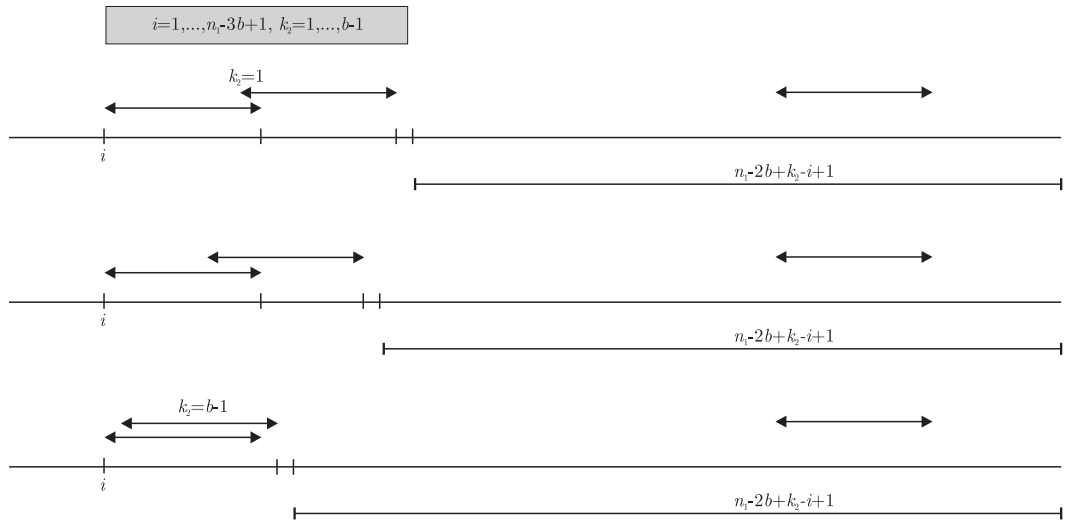 i=1,...,n₁-3b+1, k₂=1,...,b-1
k₂=1
i
n₁-2b+k₂-i+1
i
n₁-2b+k₂-i+1
k₂=b-1
i
n₁-2b+k₂-i+1